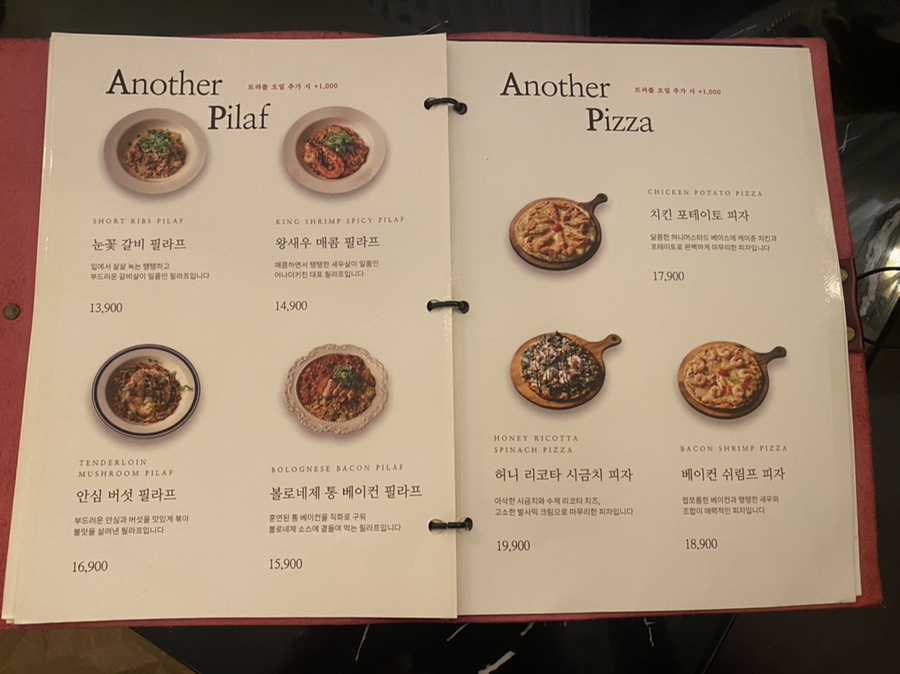 Another
Pilaf
트러플 오일 추가 시 +1,000
SHORT RIBS PILAF
눈꽃 갈비 필라프
입에서 살살 녹는 탱탱하고
부드러운 갈비살이 일품인 필라프입니다
13,900
KING SHRIMP SPICY PILAF
왕새우 매콤 필라프
매콤하면서 탱탱한 새우살이 일품인
어나더키친 대표 필라프입니다
14,900
TENDERLOIN
MUSHROOM PILAF
안심 버섯 필라프
부드러운 안심과 버섯을 맛있게 볶아
불맛을 살려낸 필라프입니다
16,900
BOLOGNESE BACON PILAF
볼로네제 통 베이컨 필라프
훈연된 통 베이컨을 직화로 구워
볼로네제 소스에 곁들여 먹는 필라프입니다
15,900
Another
Pizza
트러플 오일 추가 시 +1,000
CHICKEN POTATO PIZZA
치킨 포테이토 피자
달콤한 허니머스타드 베이스에 케이준 치킨과
포테이토로 완벽하게 마무리한 피자입니다
17,900
HONEY RICOTTA
SPINACH PIZZA
허니 리코타 시금치 피자
아삭한 시금치와 수제 리코타 치즈,
고소한 발사믹 크림으로 마무리한 피자입니다
19,900
BACON SHRIMP PIZZA
베이컨 쉬림프 피자
짭쪼름한 베이컨과 탱탱한 새우의
조합이 매력적인 피자입니다
18,900